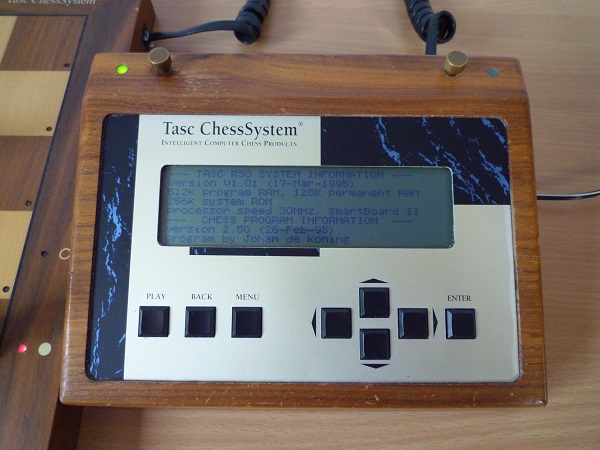 Tasc ChessSystem
Tasc ChessSystem®
INTELLIGENT COMPUTER CHESS PRODUCTS
--- TASC R30 SYSTEM INFORMATION ---
version V1.01 (17-Mar-1995)
512K program RAM, 128K permanent RAM
256K system ROM
processor speed 30MHz, SmartBoard II
--- CHESS PROGRAM INFORMATION ---
version 2.50 (26-Feb-95)
program by Johan de Koning
PLAY BACK MENU ENTER